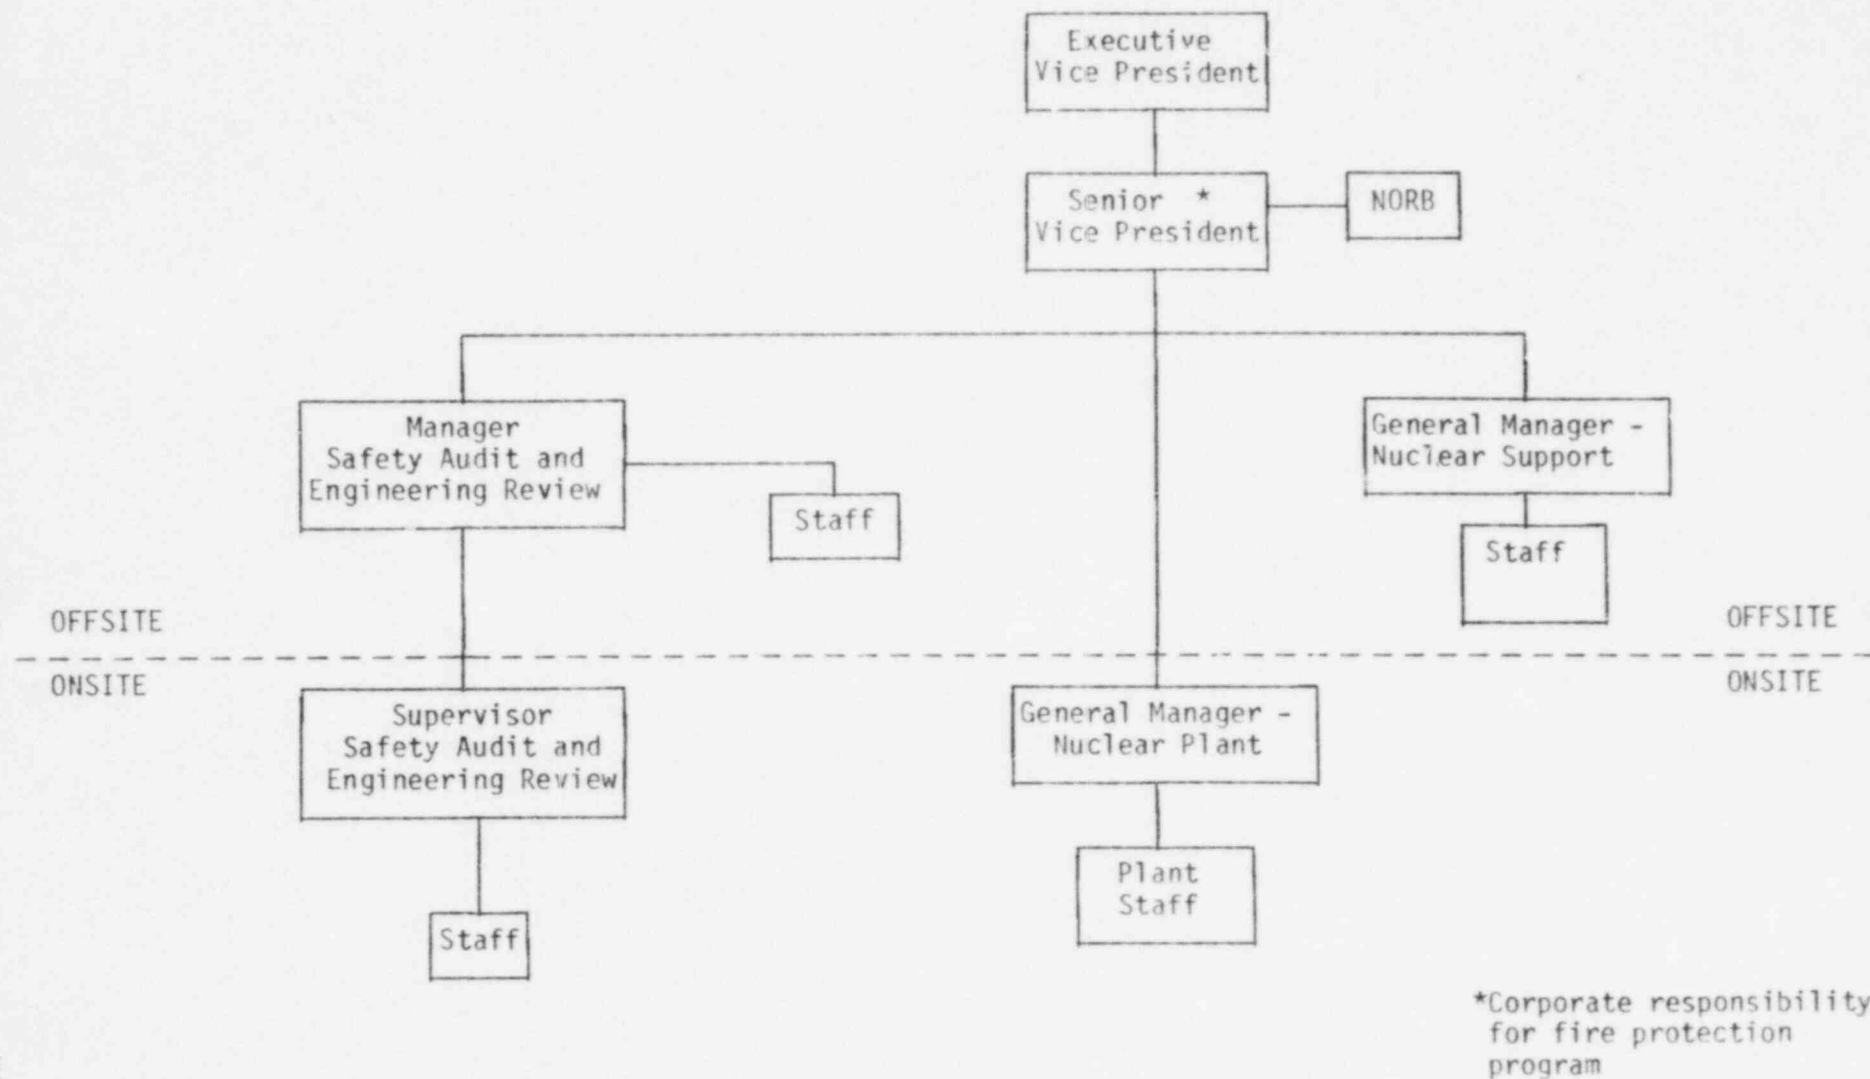 Executive
Vice President
Senior *
Vice President
NORB
Manager
Safety Audit and
Engineering Review
Staff
General Manager -
Nuclear Support
Staff
OFFSITE
OFFSITE
ONSITE
ONSITE
Supervisor
Safety Audit and
Engineering Review
Staff
General Manager -
Nuclear Plant
Plant
Staff
*Corporate responsibility
for fire protection
program